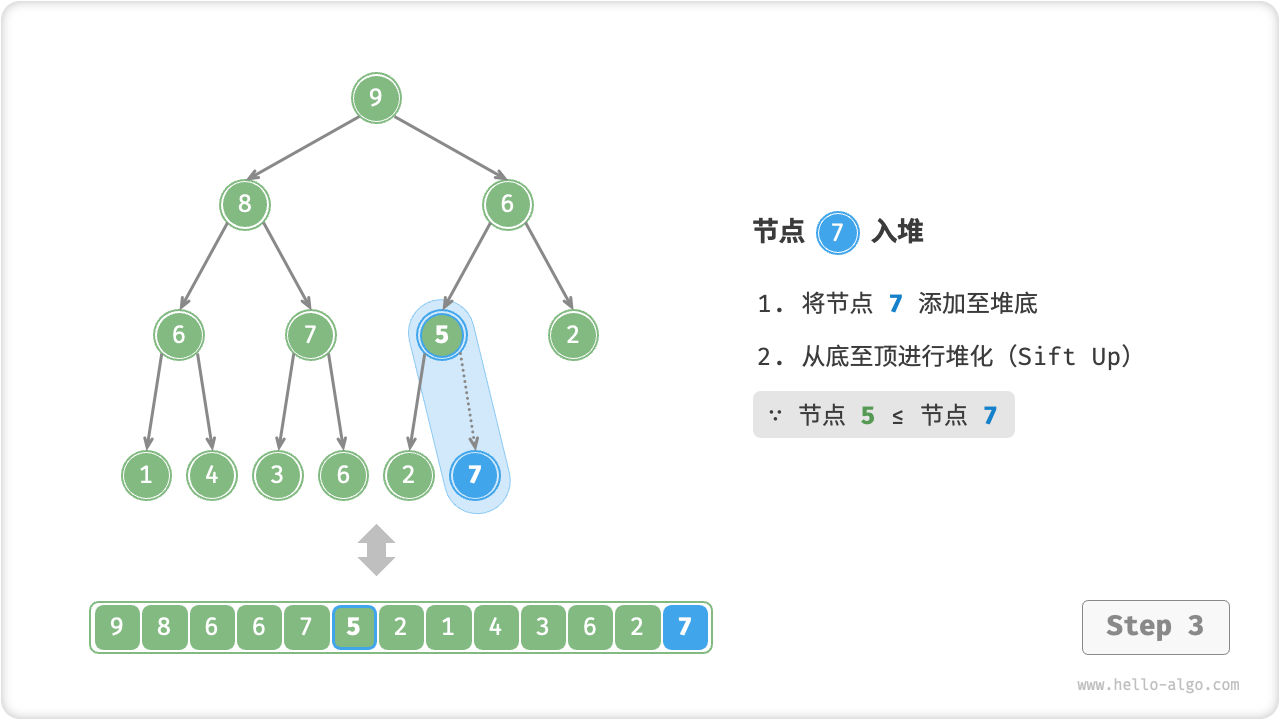 9
8 6
6 7 5 2
1 4 3 6 2 7
9 8 6 6 7 5 2 1 4 3 6 2 7
节点 7 入堆
1. 将节点 7 添加至堆底
2. 从底至顶进行堆化（Sift Up）
∵ 节点 5 ≤ 节点 7
Step 3
www.hello-algo.com